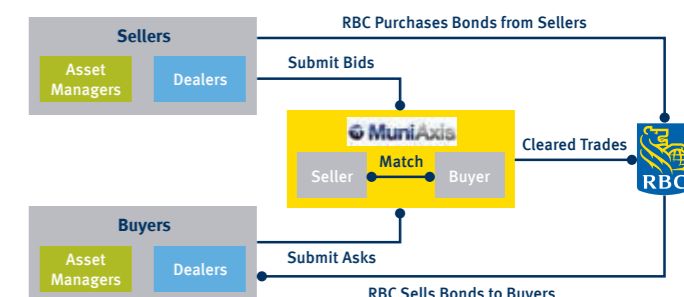 RBC Purchases Bonds from Sellers
Sellers
Asset
Managers
Dealers
Submit Bids
MuniAxis
Match
Seller
Buyer
Cleared Trades
RBC
Buyers
Asset
Managers
Dealers
Submit Asks
RBC Sells Bonds to Buyers